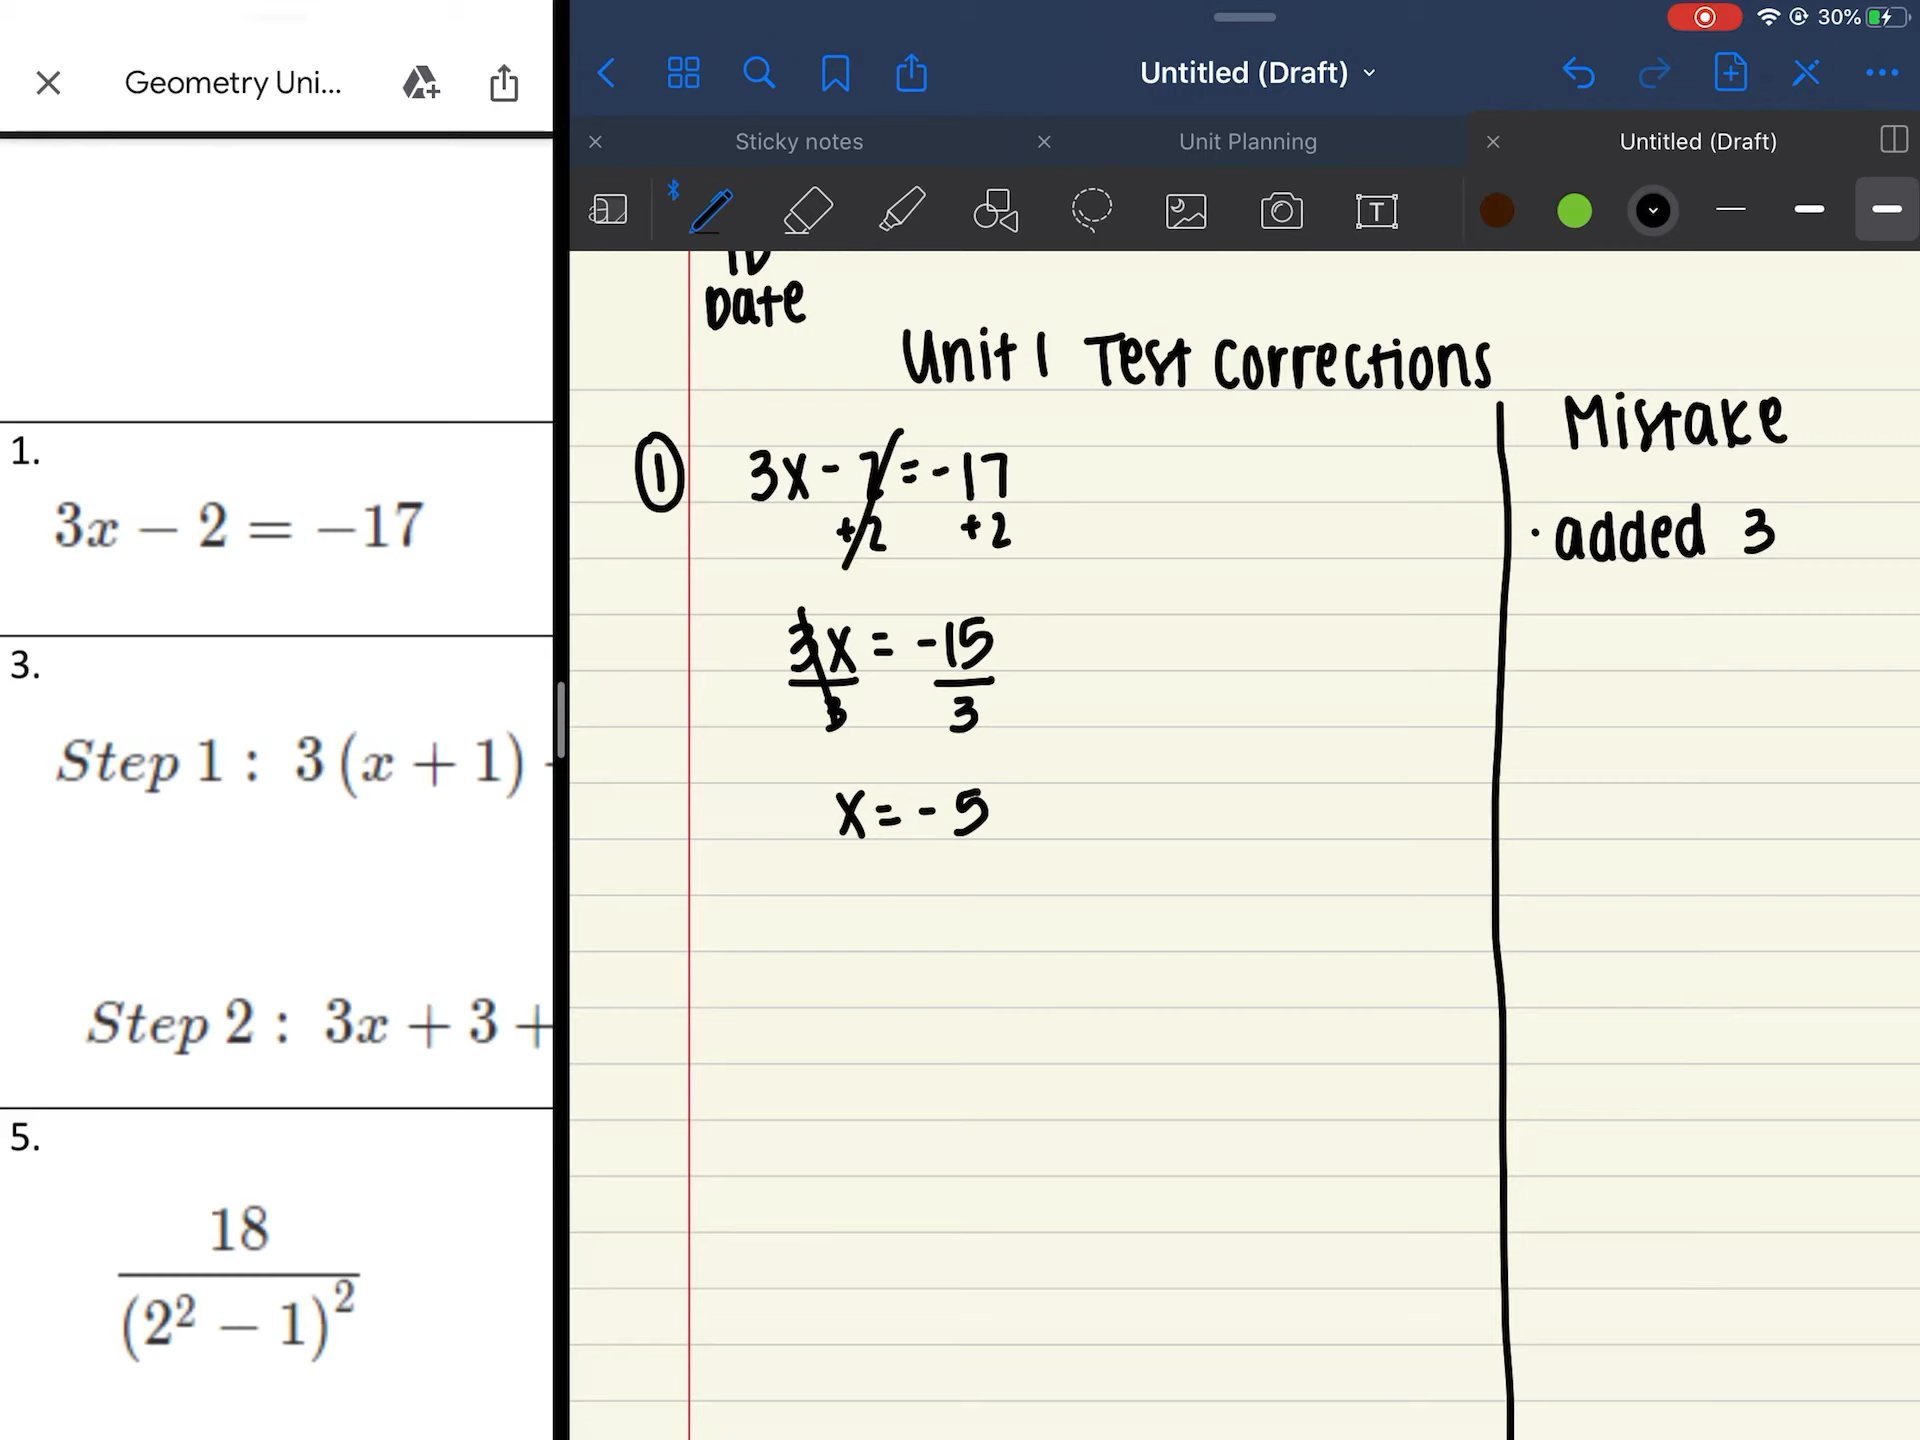 Geometry Uni...
1.
3x − 2 = −17
3.
Step 1 : 3 (x + 1)
Step 2 : 3x + 3 +
5.
18
(2² − 1)²
30%
Untitled (Draft)
Sticky notes
Unit Planning
Untitled (Draft)
Date
Unit 1 Test Corrections
Mistake
① 3x - 2 = -17
+2 +2
3x = -15
3 3
x = -5
· added 3